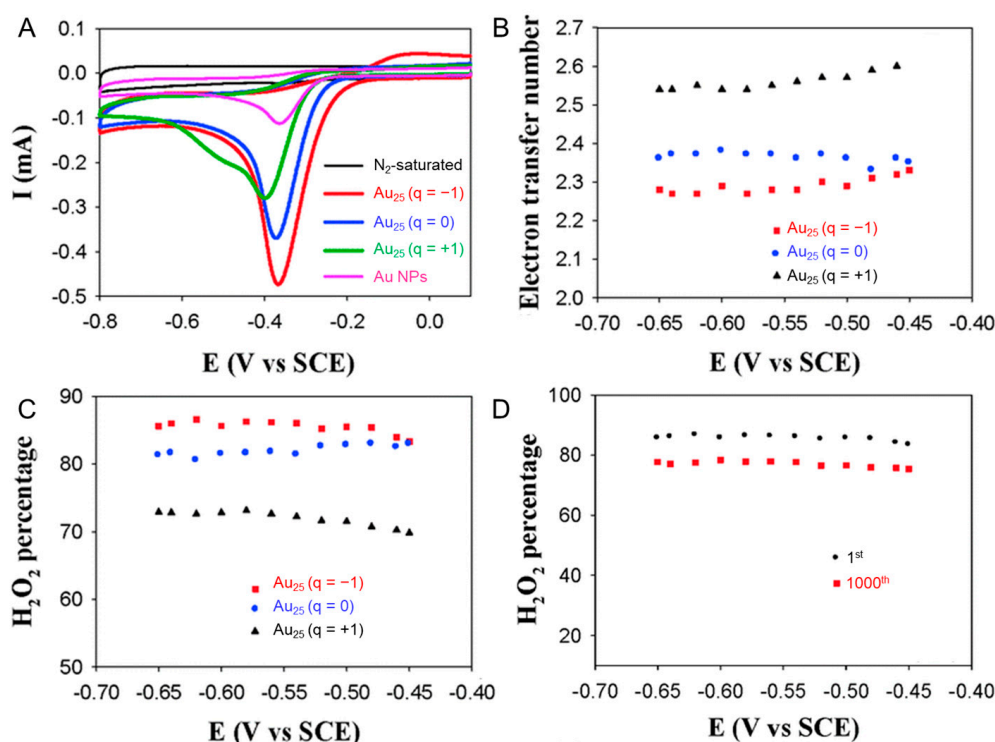 A
0.1
0.0
-0.1
-0.2
-0.3
-0.4
-0.5
I (mA)
N₂-saturated
Au₂₅ (q = −1)
Au₂₅ (q = 0)
Au₂₅ (q = +1)
Au NPs
-0.8 -0.6 -0.4 -0.2 0.0
E (V vs SCE)
B
2.7
2.6
2.5
2.4
2.3
2.2
2.1
2.0
Electron transfer number
Au₂₅ (q = −1)
Au₂₅ (q = 0)
Au₂₅ (q = +1)
-0.70 -0.65 -0.60 -0.55 -0.50 -0.45 -0.40
E (V vs SCE)
C
90
80
70
60
50
H₂O₂ percentage
Au₂₅ (q = −1)
Au₂₅ (q = 0)
Au₂₅ (q = +1)
-0.70 -0.65 -0.60 -0.55 -0.50 -0.45 -0.40
E (V vs SCE)
D
100
80
60
40
20
H₂O₂ percentage
1ˢᵗ
1000ᵗʰ
-0.70 -0.65 -0.60 -0.55 -0.50 -0.45 -0.40
E (V vs SCE)